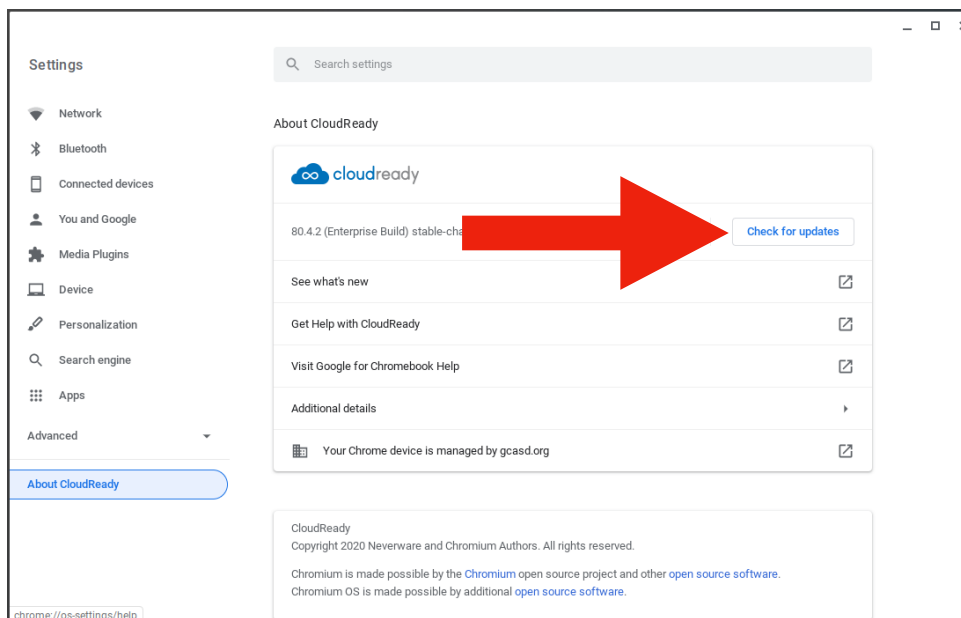 Settings
Search settings
Network
Bluetooth
Connected devices
You and Google
Media Plugins
Device
Personalization
Search engine
Apps
Advanced
About CloudReady
About CloudReady
cloudready
80.4.2 (Enterprise Build) stable-cha
Check for updates
See what's new
Get Help with CloudReady
Visit Google for Chromebook Help
Additional details
Your Chrome device is managed by gcasd.org
CloudReady
Copyright 2020 Neverware and Chromium Authors. All rights reserved.
Chromium is made possible by the Chromium open source project and other open source software.
Chromium OS is made possible by additional open source software.
chrome://os-settings/help